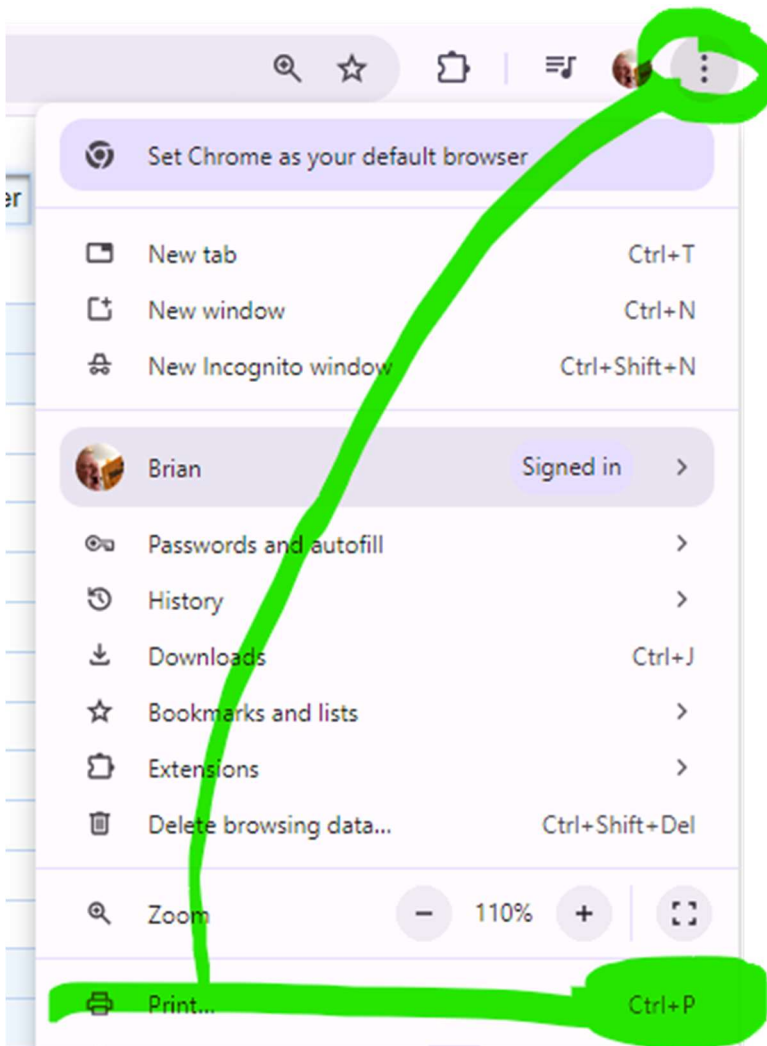 er
Set Chrome as your default browser
New tab Ctrl+T
New window Ctrl+N
New Incognito window Ctrl+Shift+N
Brian Signed in
Passwords and autofill
History
Downloads Ctrl+J
Bookmarks and lists
Extensions
Delete browsing data... Ctrl+Shift+Del
Zoom − 110% +
Print... Ctrl+P